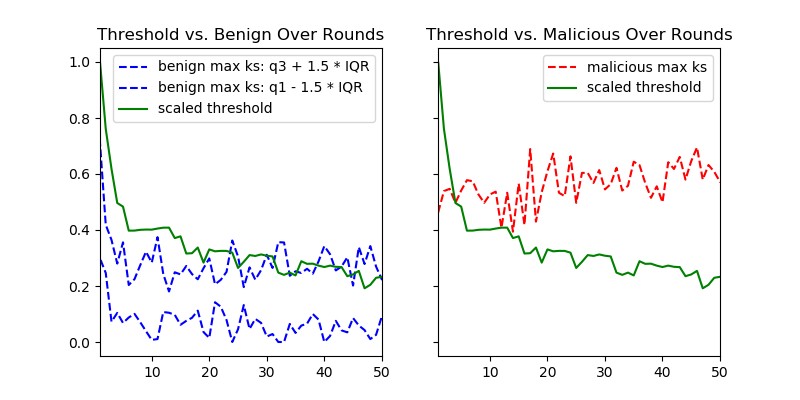 Threshold vs. Benign Over Rounds
Threshold vs. Malicious Over Rounds
benign max ks: q3 + 1.5 * IQR
benign max ks: q1 - 1.5 * IQR
scaled threshold
malicious max ks
scaled threshold
1.0
0.8
0.6
0.4
0.2
0.0
10 20 30 40 50
10 20 30 40 50